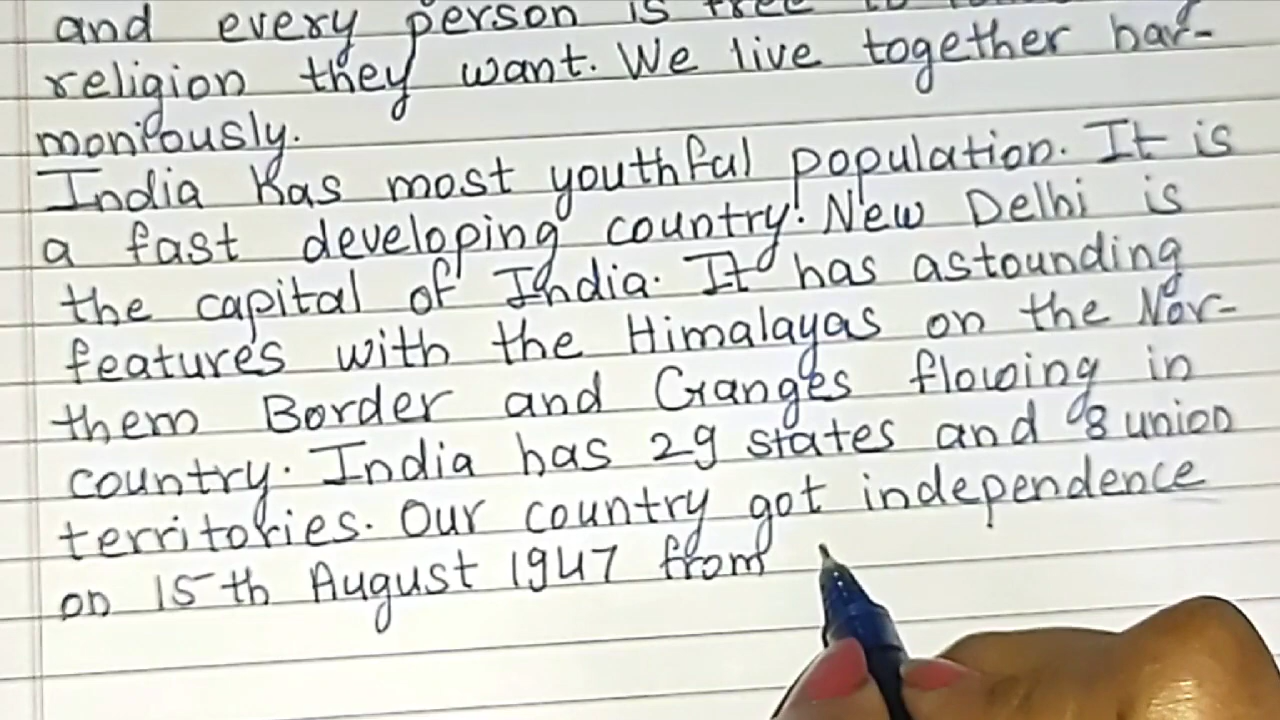 and every person is free to
religion they want. We live together har-
moniously.
India has most youthful population. It is
a fast developing country. New Delhi is
the capital of India. It has astounding
features with the Himalayas on the Nor-
thern Border and Ganges flowing in
country. India has 29 states and 8 union
territories. Our country got independence
on 15th August 1947 from